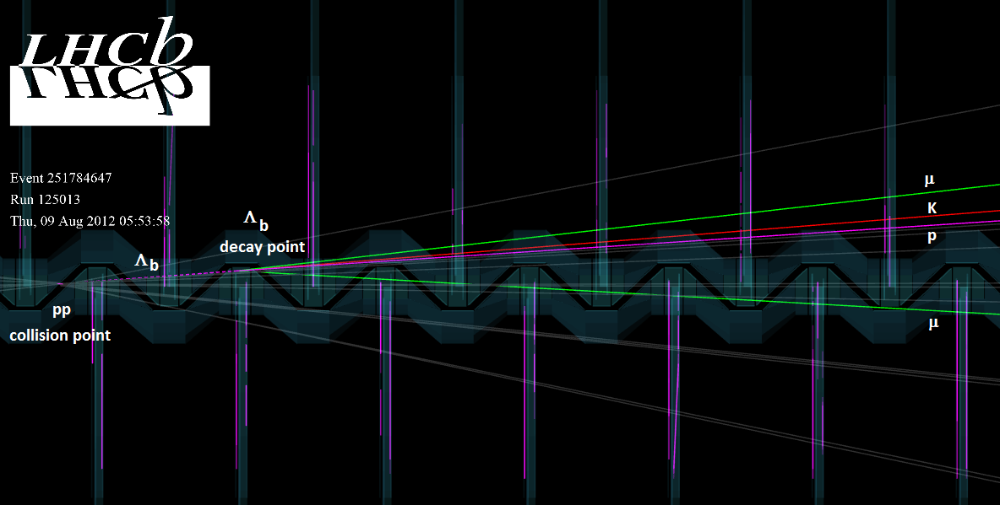 LHCb
Event 251784647
Run 125013
Thu, 09 Aug 2012 05:53:58
Λb
decay point
Λb
pp
collision point
μ
K
p
μ